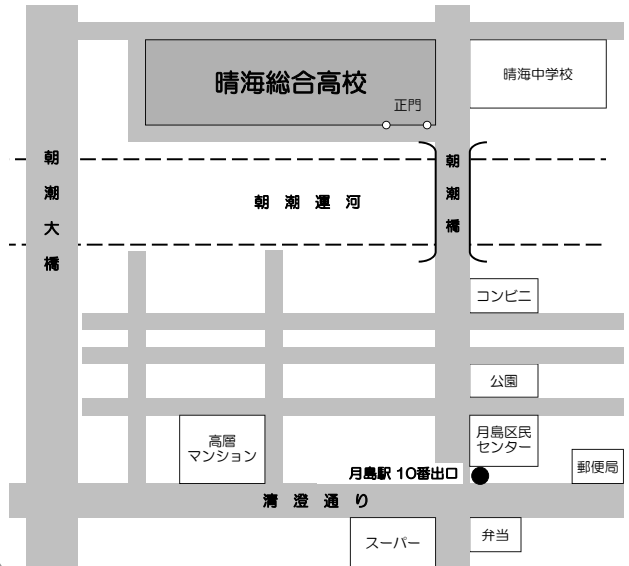 晴海総合高校
正門
晴海中学校
朝潮大橋
朝潮運河
朝潮橋
コンビニ
公園
高層
マンション
月島区民
センター
郵便局
月島駅 10番出口
清澄通り
スーパー
弁当